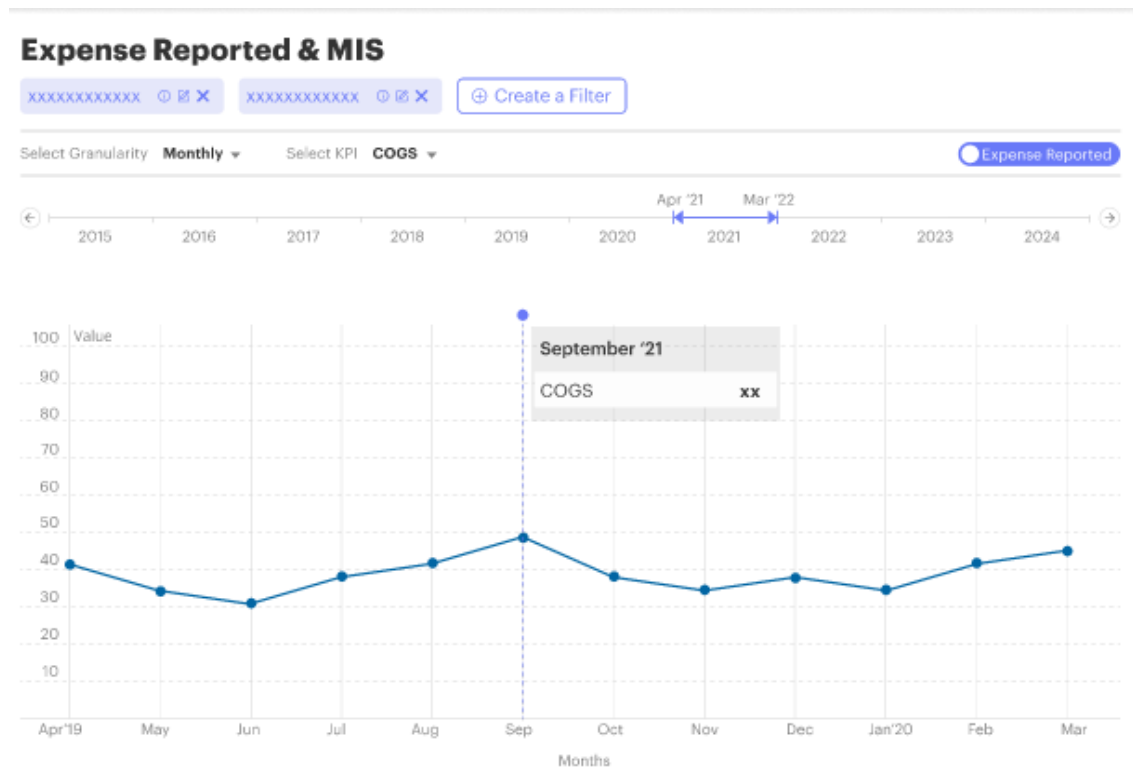 Expense Reported & MIS
xxxxxxxxxxxx xxxxxxxxxxxx Create a Filter
Select Granularity Monthly Select KPI COGS Expense Reported
Apr '21 Mar '22
2015 2016 2017 2018 2019 2020 2021 2022 2023 2024
100 Value
September '21
90
COGS xx
80
70
60
50
40
30
20
10
Apr'19 May Jun Jul Aug Sep Oct Nov Dec Jan'20 Feb Mar
Months